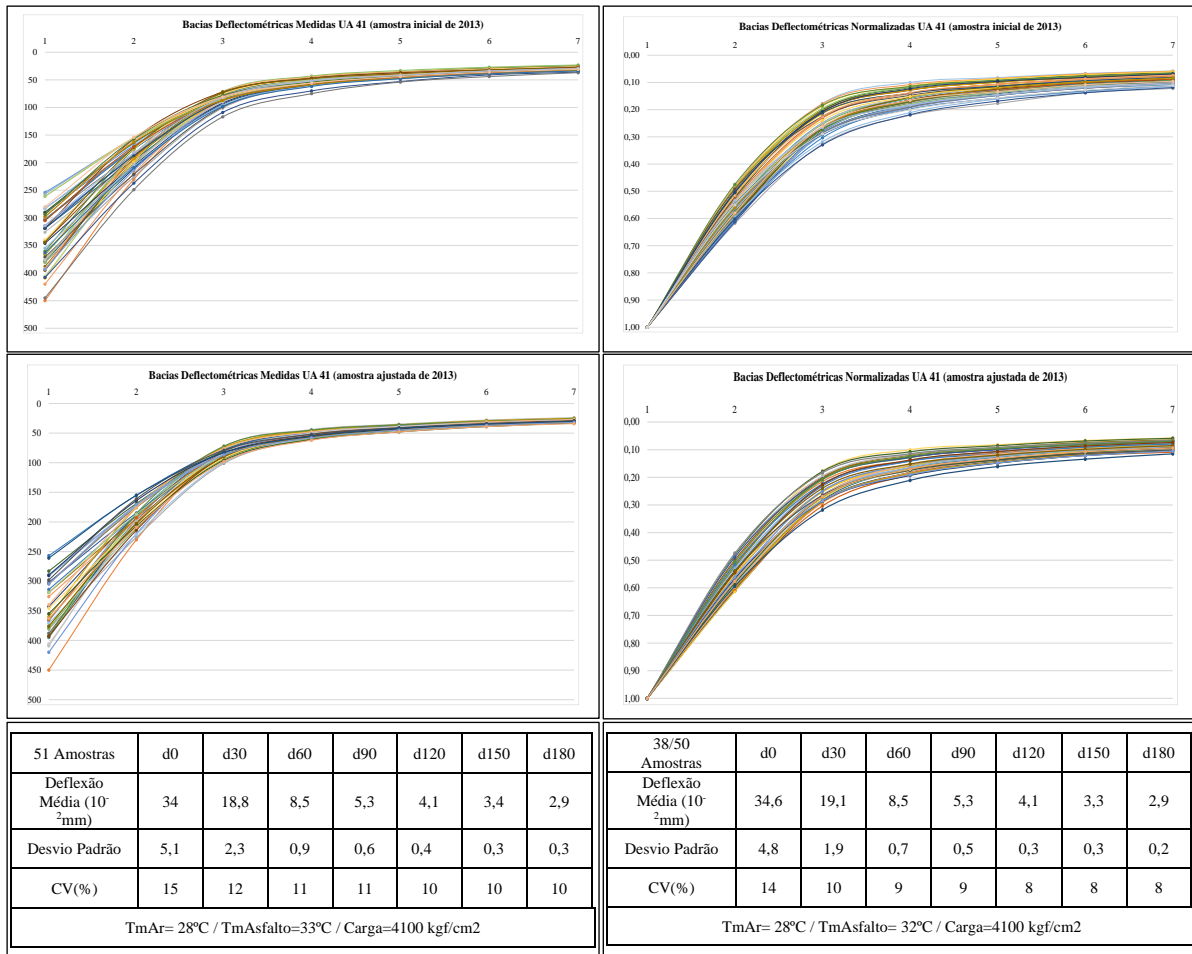 Bacias Deflectométricas Medidas UA 41 (amostra inicial de 2013)
1 2 3 4 5 6 7
0
50
100
150
200
250
300
350
400
450
500
Bacias Deflectométricas Normalizadas UA 41 (amostra inicial de 2013)
1 2 3 4 5 6 7
0,00
0,10
0,20
0,30
0,40
0,50
0,60
0,70
0,80
0,90
1,00
Bacias Deflectométricas Medidas UA 41 (amostra ajustada de 2013)
1 2 3 4 5 6 7
0
50
100
150
200
250
300
350
400
450
500
Bacias Deflectométricas Normalizadas UA 41 (amostra ajustada de 2013)
1 2 3 4 5 6 7
0,00
0,10
0,20
0,30
0,40
0,50
0,60
0,70
0,80
0,90
1,00
51 Amostras d0 d30 d60 d90 d120 d150 d180
Deflexão
Média (10-
2mm) 34 18,8 8,5 5,3 4,1 3,4 2,9
Desvio Padrão 5,1 2,3 0,9 0,6 0,4 0,3 0,3
CV(%) 15 12 11 11 10 10 10
TmAr= 28ºC / TmAsfalto=33ºC / Carga=4100 kgf/cm2
38/50
Amostras d0 d30 d60 d90 d120 d150 d180
Deflexão
Média (10-
2mm) 34,6 19,1 8,5 5,3 4,1 3,3 2,9
Desvio Padrão 4,8 1,9 0,7 0,5 0,3 0,3 0,2
CV(%) 14 10 9 9 8 8 8
TmAr= 28ºC / TmAsfalto= 32ºC / Carga=4100 kgf/cm2